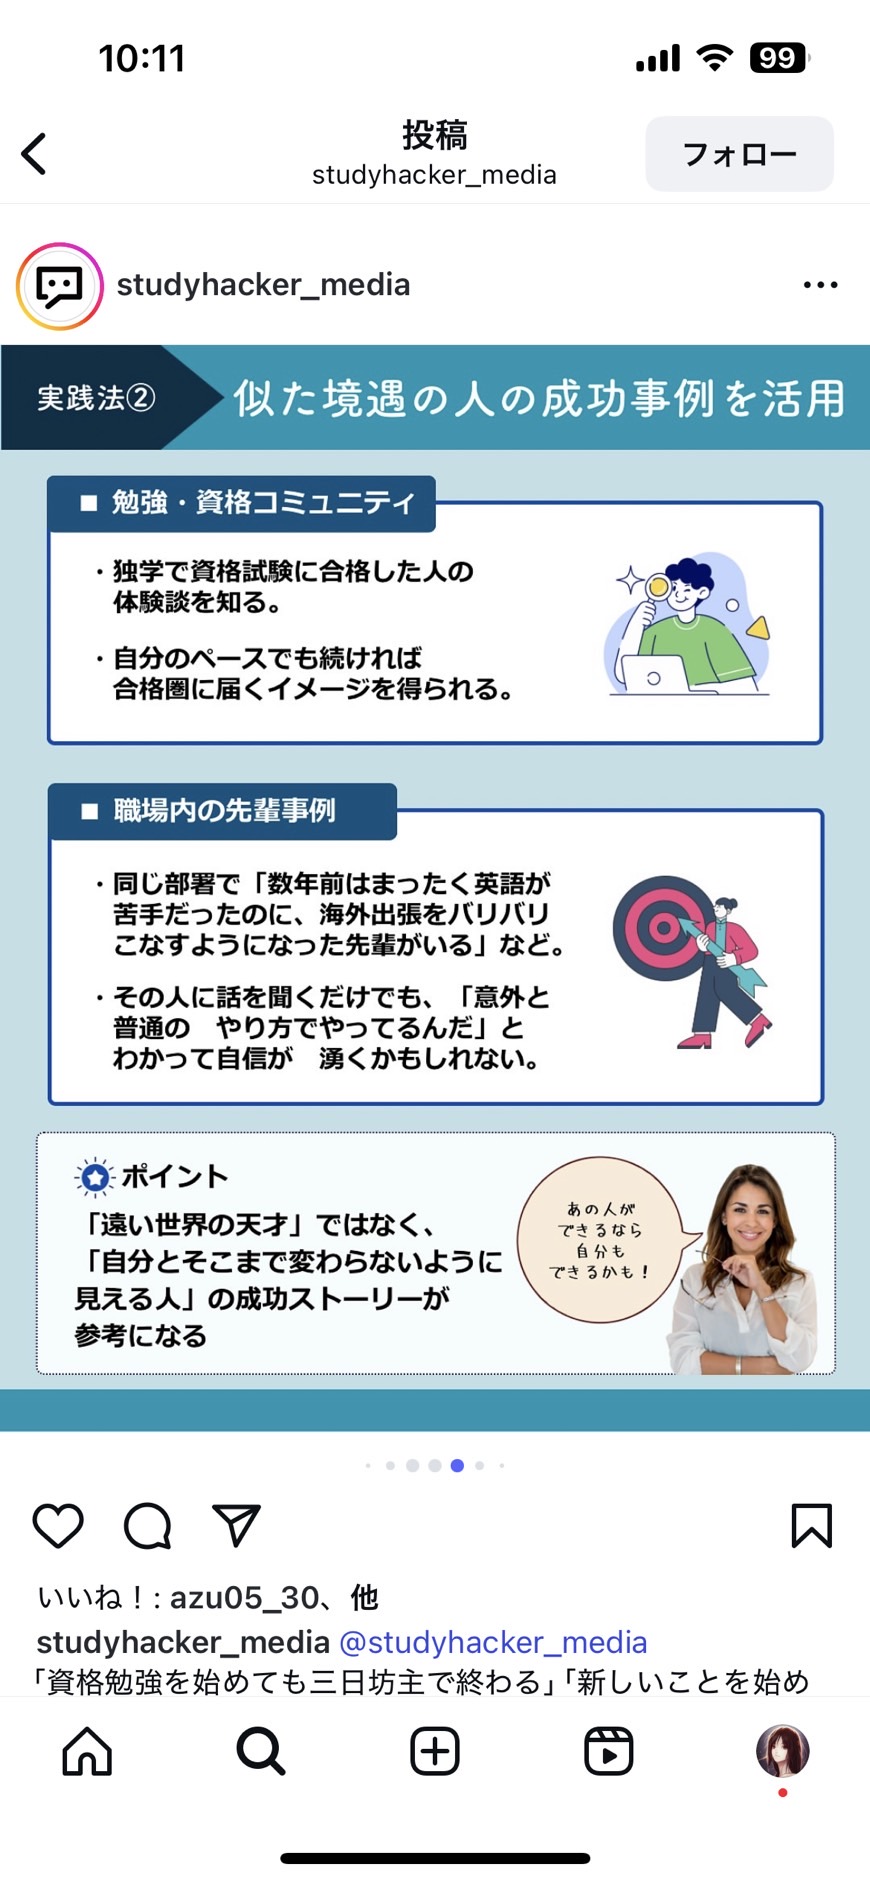 10:11
99
投稿
studyhacker_media
フォロー
studyhacker_media
実践法②
似た境遇の人の成功事例を活用
■ 勉強・資格コミュニティ
・独学で資格試験に合格した人の
体験談を知る。
・自分のペースでも続ければ
合格圏に届くイメージを得られる。
■ 職場内の先輩事例
・同じ部署で「数年前はまったく英語が
苦手だったのに、海外出張をバリバリ
こなすようになった先輩がいる」など。
・その人に話を聞くだけでも、「意外と
普通の　やり方でやってるんだ」と
わかって自信が　湧くかもしれない。
ポイント
「遠い世界の天才」ではなく、
「自分とそこまで変わらないように
見える人」の成功ストーリーが
参考になる
あの人が
できるなら
自分も
できるかも！
いいね！: azu05_30、他
studyhacker_media @studyhacker_media
「資格勉強を始めても三日坊主で終わる」「新しいことを始め